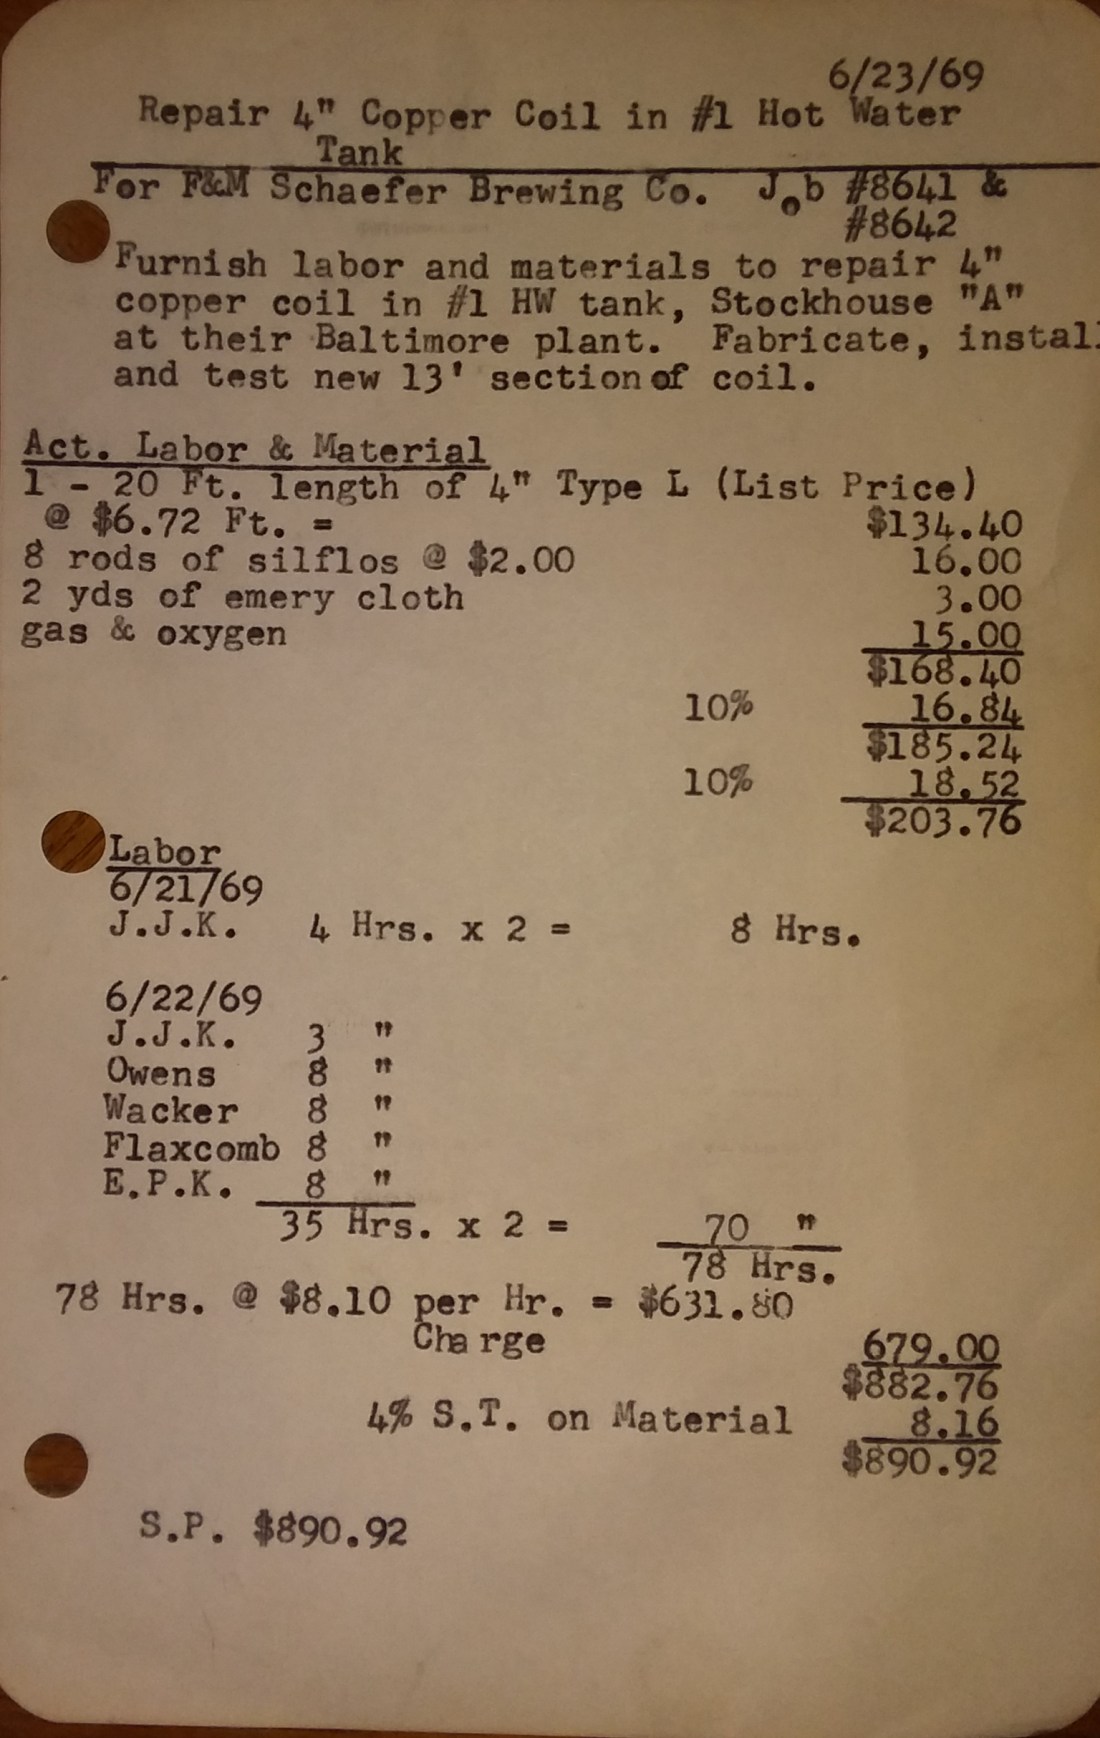 6/23/69
Repair 4" Copper Coil in #1 Hot Water
Tank
For F&M Schaefer Brewing Co. Job #8641 &
#8642
Furnish labor and materials to repair 4"
copper coil in #1 HW tank, Stockhouse "A"
at their Baltimore plant. Fabricate, install
and test new 13' section of coil.
Act. Labor & Material
1 - 20 Ft. length of 4" Type L (List Price)
@ $6.72 Ft. = $134.40
8 rods of silflos @ $2.00 16.00
2 yds of emery cloth 3.00
gas & oxygen 15.00
$168.40
10% 16.84
$185.24
10% 18.52
$203.76
Labor
6/21/69
J.J.K. 4 Hrs. x 2 = 8 Hrs.
6/22/69
J.J.K. 3 "
Owens 8 "
Wacker 8 "
Flaxcomb 8 "
E.P.K. 8 "
35 Hrs. x 2 = 70 "
78 Hrs.
78 Hrs. @ $8.10 per Hr. = $631.80
Charge 679.00
$882.76
4% S.T. on Material 8.16
$890.92
S.P. $890.92